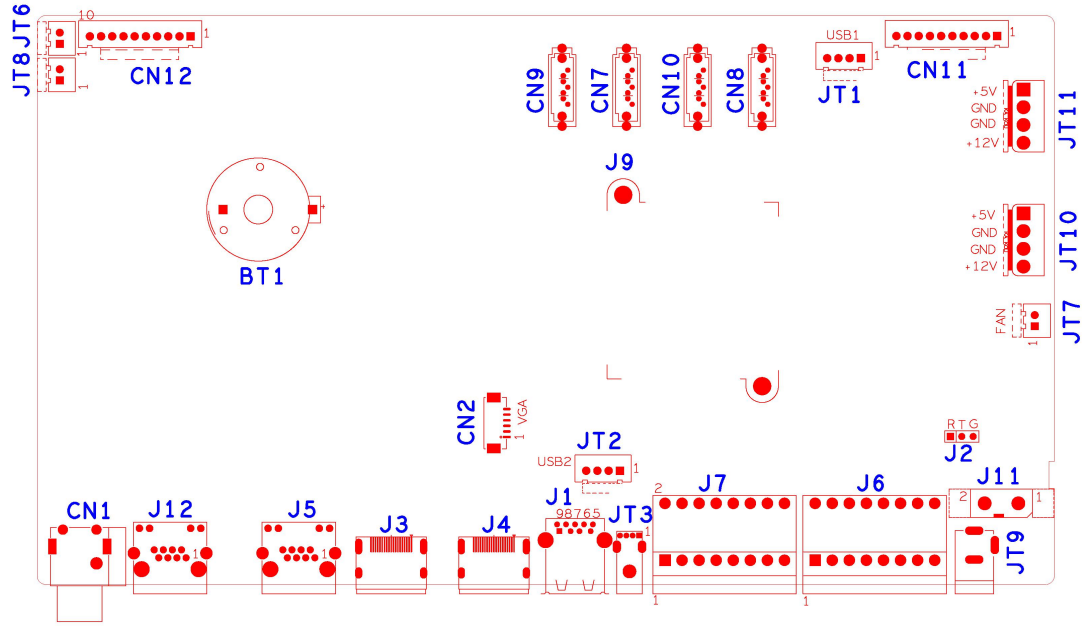 JT6
10
1
CN12
1
JT8
1
CN9
CN7
CN10
CN8
USB1
1
JT1
1
CN11
+5V
GND
GND
+12V
JT11
J9
+
BT1
+5V
GND
GND
+12V
JT10
FAN
1
JT7
CN2
1 VGA
RTG
J2
JT2
USB2
1
CN1
J12
1
J5
1
J3
J4
J1
98765
JT3
1
2
J7
1
J6
1
J11
2
1
JT9